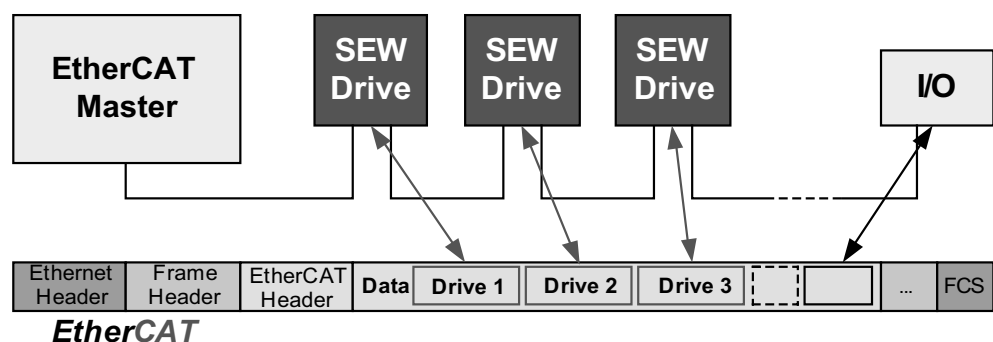 EtherCAT
Master
SEW
Drive
SEW
Drive
SEW
Drive
I/O
Ethernet
Header
Frame
Header
EtherCAT
Header
Data
Drive 1
Drive 2
Drive 3
...
FCS
EtherCAT